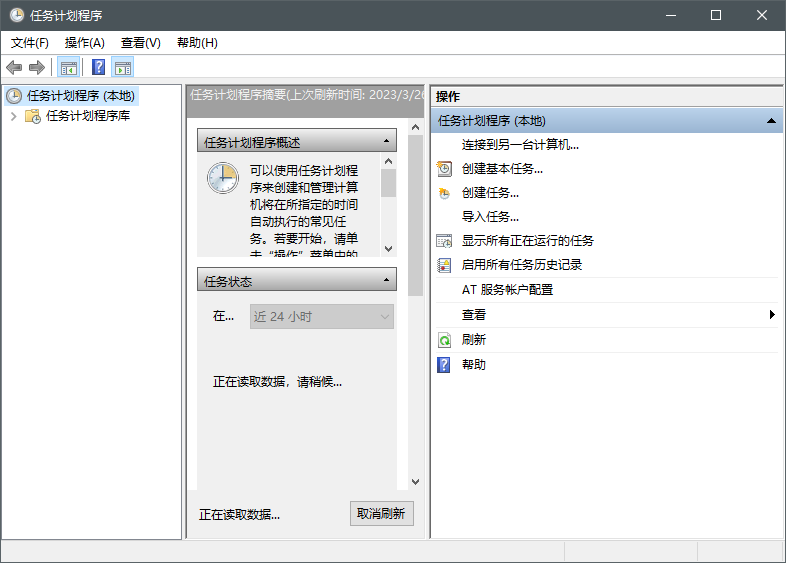 任务计划程序
文件(F) 操作(A) 查看(V) 帮助(H)
任务计划程序 (本地)
任务计划程序库
任务计划程序摘要(上次刷新时间: 2023/3/26
任务计划程序概述
可以使用任务计划程
序来创建和管理计算
机将在所指定的时间
自动执行的常见任
务。若要开始，请单
击“操作”菜单中的
任务状态
在... 近 24 小时
正在读取数据，请稍候...
正在读取数据... 取消刷新
操作
任务计划程序 (本地)
连接到另一台计算机...
创建基本任务...
创建任务...
导入任务...
显示所有正在运行的任务
启用所有任务历史记录
AT 服务帐户配置
查看
刷新
帮助